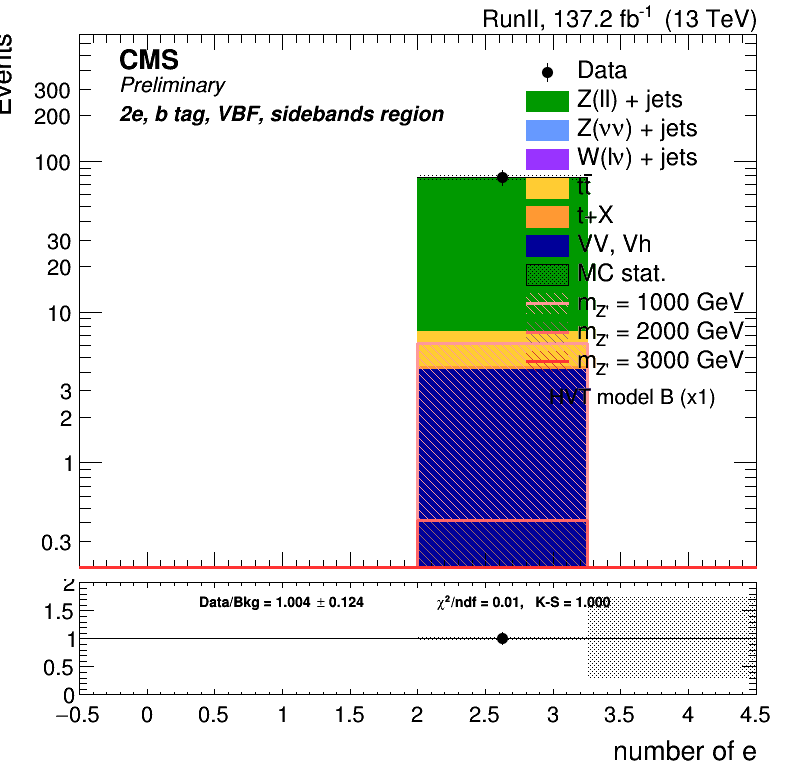 RunII, 137.2 fb-1 (13 TeV)
Events
CMS
Preliminary
2e, b tag, VBF, sidebands region
Data
Z(ll) + jets
Z(νν) + jets
W(lν) + jets
tt̅
t+X
VV, Vh
MC stat.
mZ' = 1000 GeV
mZ' = 2000 GeV
mZ' = 3000 GeV
HVT model B (x1)
300
200
100
30
20
10
3
2
1
0.3
Data/Bkg = 1.004 ± 0.124 χ²/ndf = 0.01, K-S = 1.000
2
1.5
1
0.5
0
−0.5 0 0.5 1 1.5 2 2.5 3 3.5 4 4.5
number of e